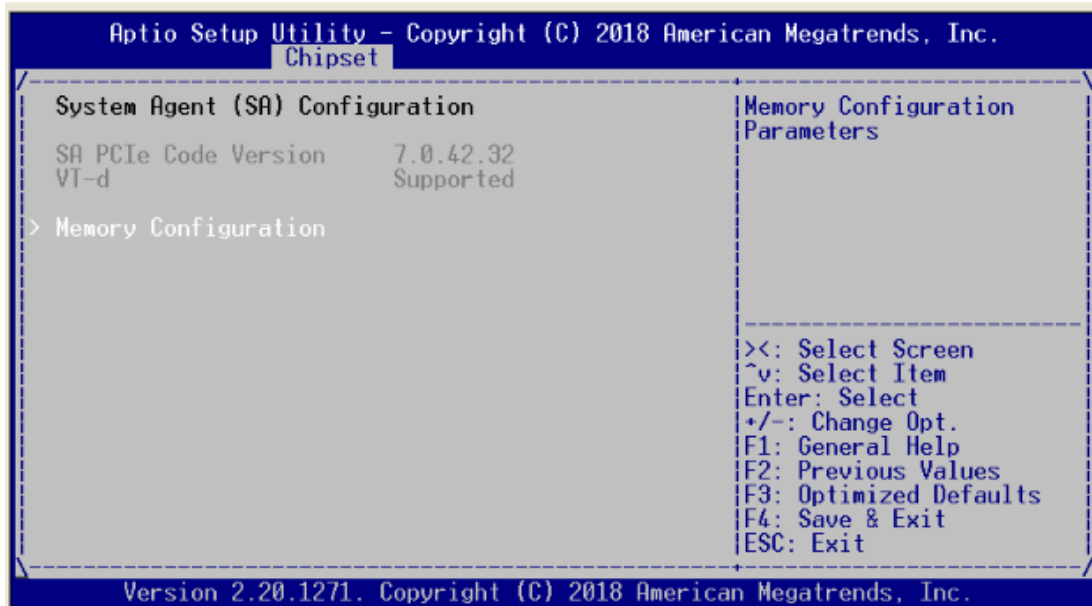 Aptio Setup Utility - Copyright (C) 2018 American Megatrends, Inc.
Chipset
System Agent (SA) Configuration
SA PCIe Code Version 7.0.42.32
VT-d Supported
> Memory Configuration
Memory Configuration
Parameters
><: Select Screen
^v: Select Item
Enter: Select
+/-: Change Opt.
F1: General Help
F2: Previous Values
F3: Optimized Defaults
F4: Save & Exit
ESC: Exit
Version 2.20.1271. Copyright (C) 2018 American Megatrends, Inc.